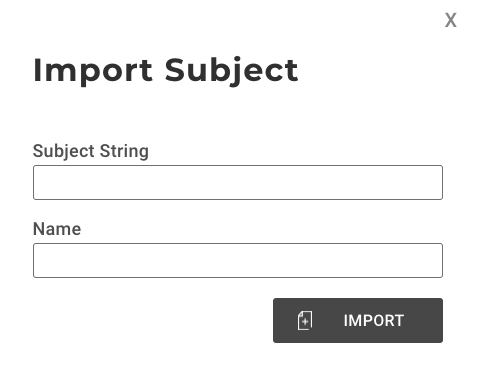 X
Import Subject
Subject String
Name
IMPORT